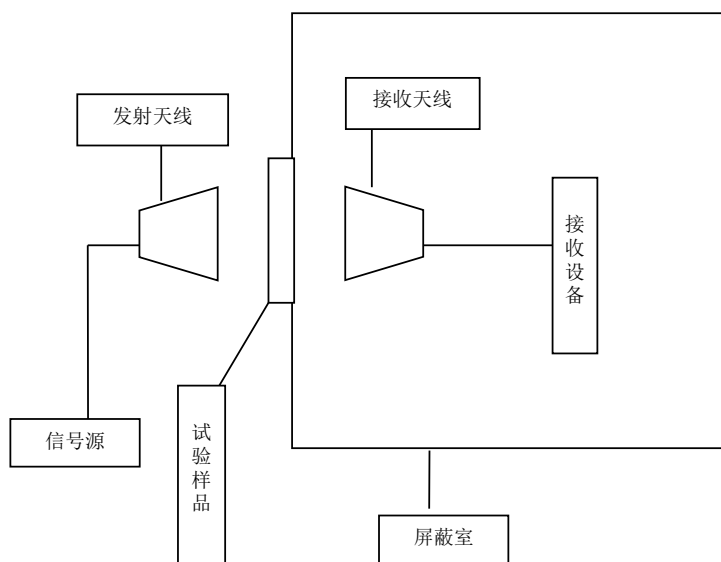 发射天线
接收天线
接收设备
信号源
试验样品
屏蔽室